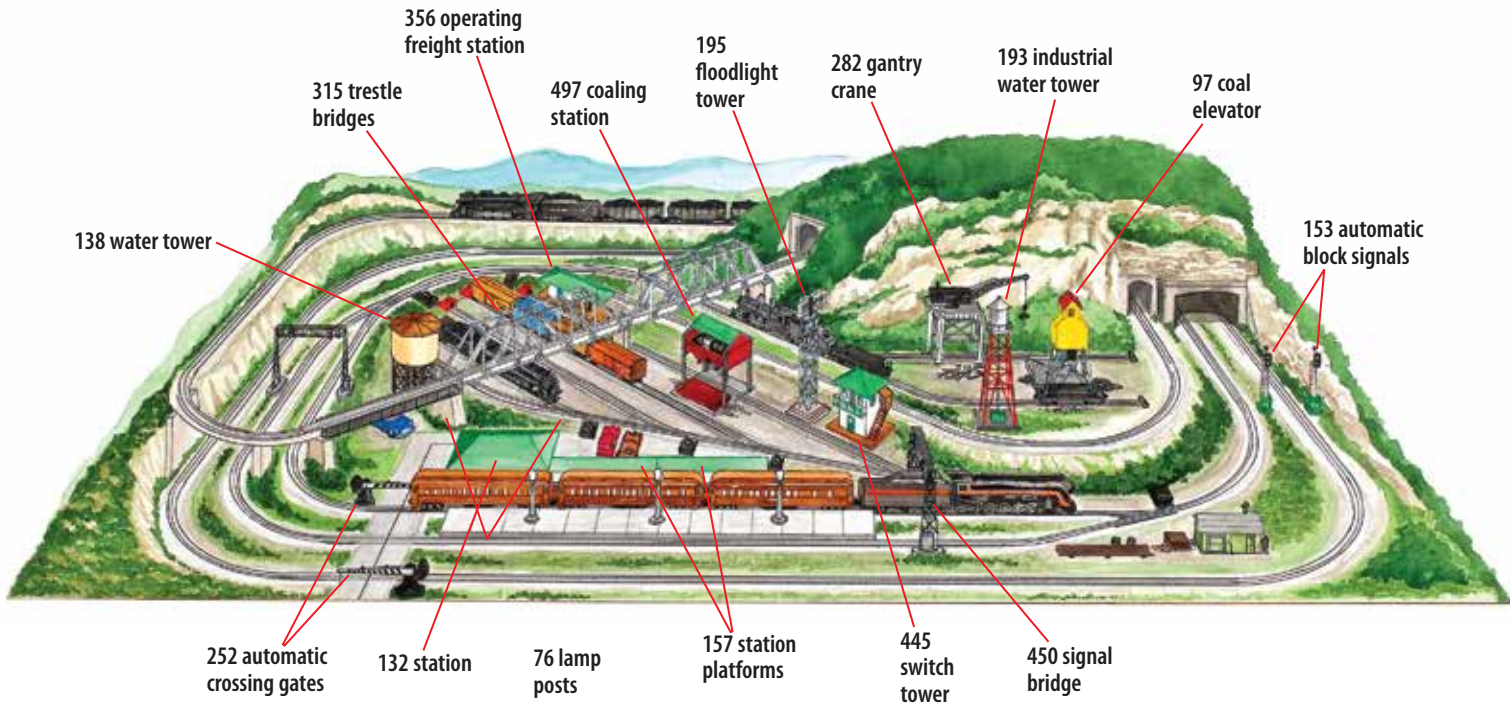 356 operating
freight station
315 trestle
bridges
497 coaling
station
195
floodlight
tower
282 gantry
crane
193 industrial
water tower
97 coal
elevator
138 water tower
153 automatic
block signals
252 automatic
crossing gates
132 station
76 lamp
posts
157 station
platforms
445
switch
tower
450 signal
bridge